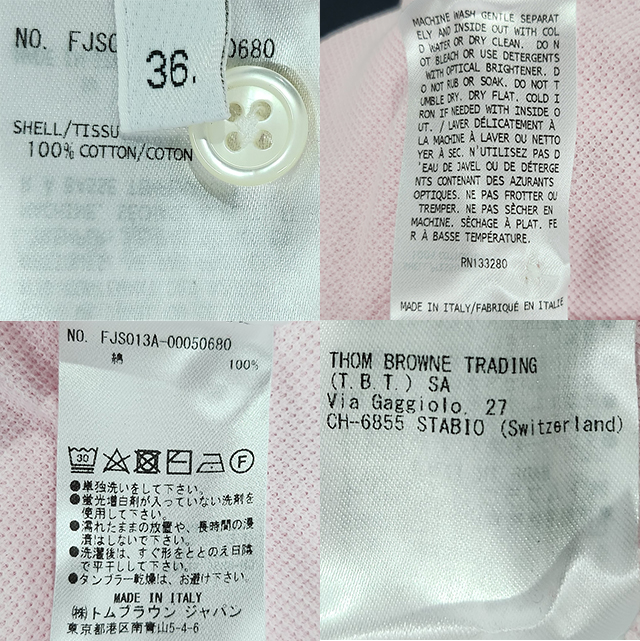 NO. FJS0
0680
36.
SHELL/TISSU
100% COTTON/COTON
MACHINE WASH GENTLE SEPARAT
ELY AND INSIDE OUT WITH COL
D WATER OR DRY CLEAN. DO N
OT BLEACH OR USE DETERGENTS
WITH OPTICAL BRIGHTENER. D
O NOT RUB OR SOAK. DO NOT T
UMBLE DRY. DRY FLAT. COLD I
RON IF NEEDED WITH INSIDE O
UT. / LAVER DÉLICATEMENT À
LA MACHINE À LAVER OU NETTO
YER À SEC. N'UTILISEZ PAS D
'EAU DE JAVEL OU DE DÉTERGE
NTS CONTENANT DES AZURANTS
OPTIQUES. NE PAS FROTTER OU
TREMPER. NE PAS SÉCHER EN
MACHINE. SÉCHAGE À PLAT. FE
R À BASSE TEMPÉRATURE.
RN133280
MADE IN ITALY/FABRIQUÉ EN ITALIE
NO. FJS013A-00050680
綿 100%
30 F
●単独洗いをして下さい。
●蛍光増白剤が入っていない洗剤を
使用して下さい。
●濡れたままの放置や、長時間の浸
漬はしないで下さい。
●洗濯後は、すぐ形をととのえ日陰
で平干しして下さい。
●タンブラー乾燥は、お避け下さい。
MADE IN ITALY
㈱トムブラウン ジャパン
東京都港区南青山5-4-6
THOM BROWNE TRADING
(T.B.T.) SA
Via Gaggiolo, 27
CH-6855 STABIO (Switzerland)